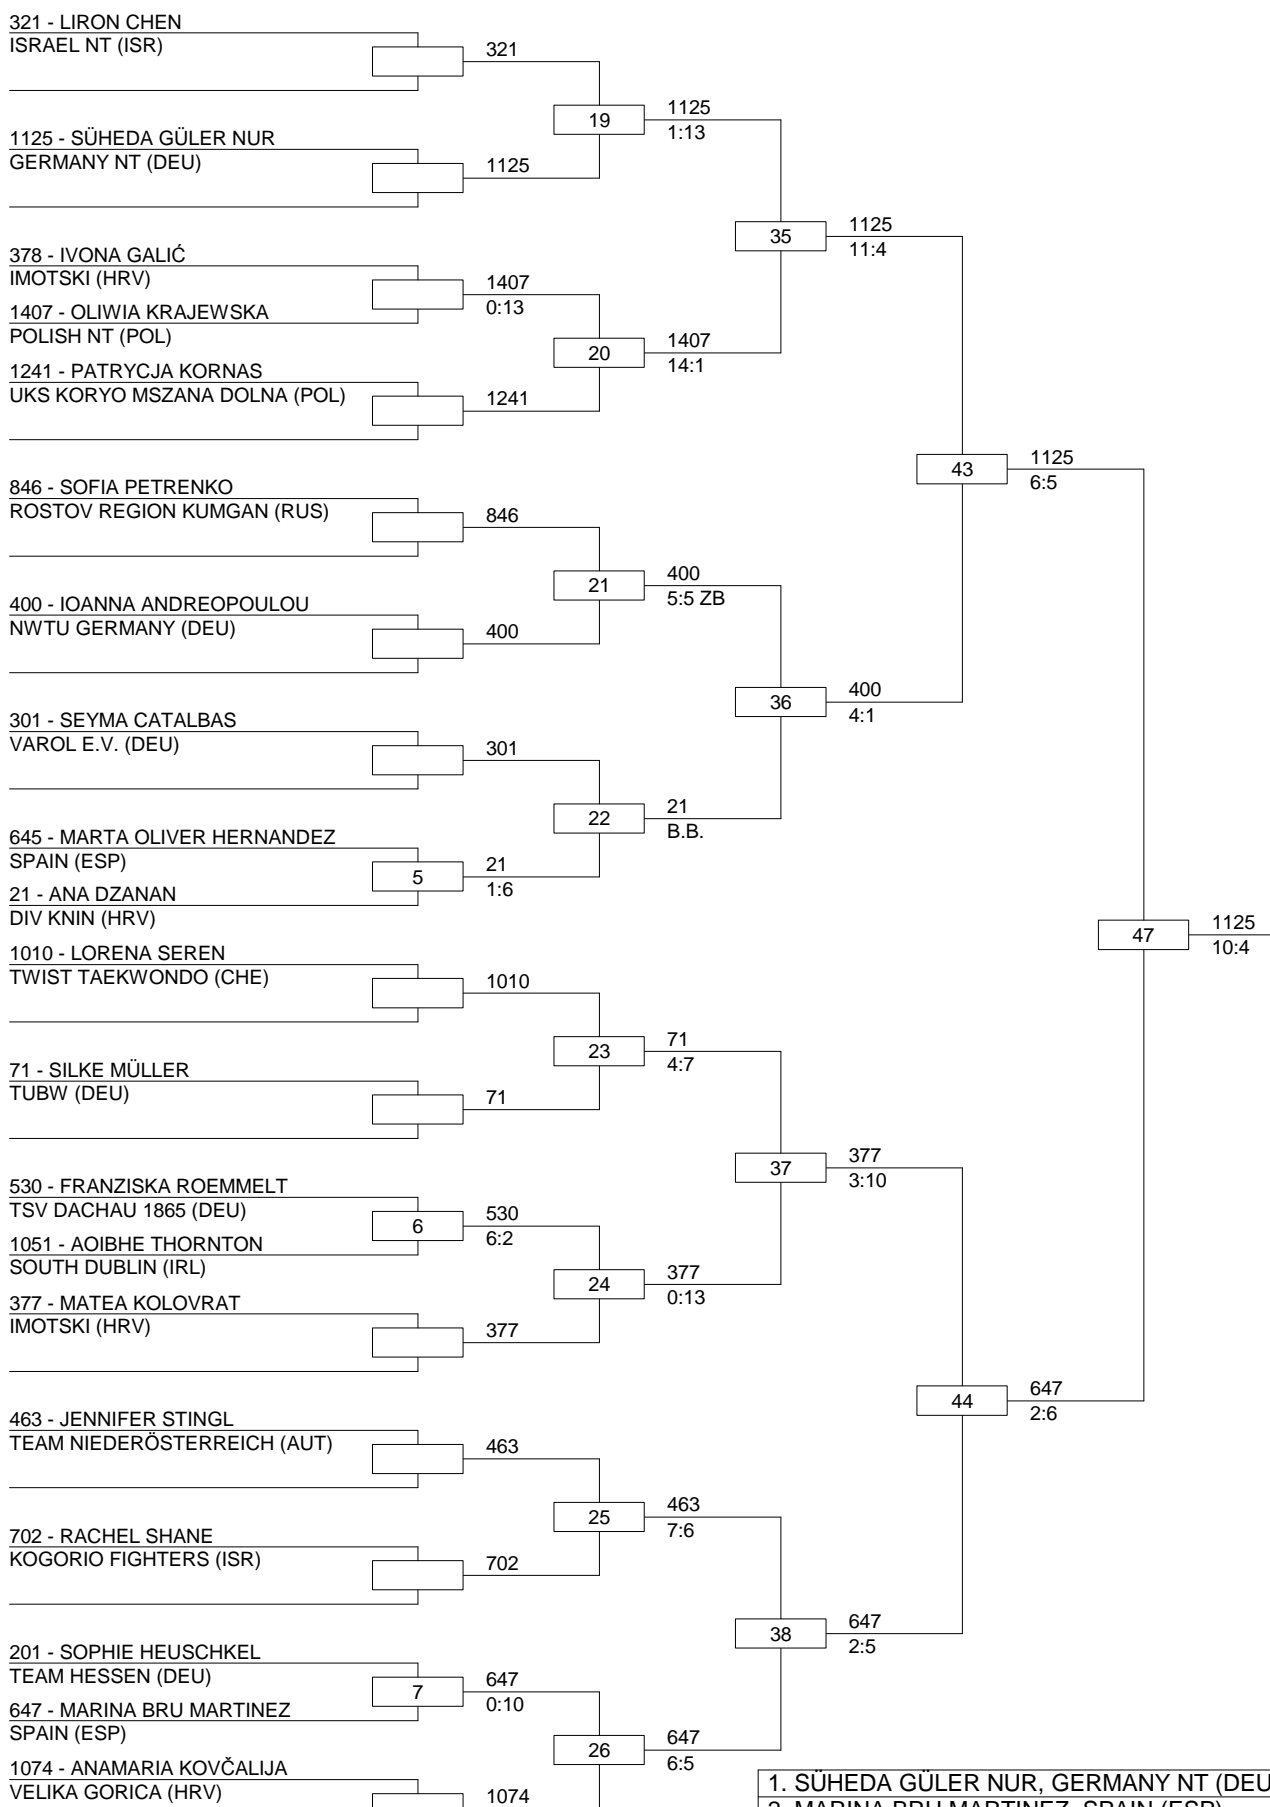 321 - LIRON CHEN
ISRAEL NT (ISR)
321
19
1125
1:13
1125 - SÜHEDA GÜLER NUR
GERMANY NT (DEU)
1125
35
1125
11:4
378 - IVONA GALIĆ
IMOTSKI (HRV)
1407
0:13
1407 - OLIWIA KRAJEWSKA
POLISH NT (POL)
20
1407
14:1
1241 - PATRYCJA KORNAS
UKS KORYO MSZANA DOLNA (POL)
1241
43
1125
6:5
846 - SOFIA PETRENKO
ROSTOV REGION KUMGAN (RUS)
846
21
400
5:5 ZB
400 - IOANNA ANDREOPOULOU
NWTU GERMANY (DEU)
400
36
400
4:1
301 - SEYMA CATALBAS
VAROL E.V. (DEU)
301
22
21
B.B.
645 - MARTA OLIVER HERNANDEZ
SPAIN (ESP)
5
21
1:6
21 - ANA DZANAN
DIV KNIN (HRV)
47
1125
10:4
1010 - LORENA SEREN
TWIST TAEKWONDO (CHE)
1010
23
71
4:7
71 - SILKE MÜLLER
TUBW (DEU)
71
37
377
3:10
530 - FRANZISKA ROEMMELT
TSV DACHAU 1865 (DEU)
6
530
6:2
1051 - AOIBHE THORNTON
SOUTH DUBLIN (IRL)
24
377
0:13
377 - MATEA KOLOVRAT
IMOTSKI (HRV)
377
44
647
2:6
463 - JENNIFER STINGL
TEAM NIEDERÖSTERREICH (AUT)
463
25
463
7:6
702 - RACHEL SHANE
KOGORIO FIGHTERS (ISR)
702
38
647
2:5
201 - SOPHIE HEUSCHKEL
TEAM HESSEN (DEU)
7
647
0:10
647 - MARINA BRU MARTINEZ
SPAIN (ESP)
26
647
6:5
1074 - ANAMARIA KOVČALIJA
VELIKA GORICA (HRV)
1074
1. SÜHEDA GÜLER NUR, GERMANY NT (DEU
2. MARINA BRU MARTINEZ, SPAIN (ESP)